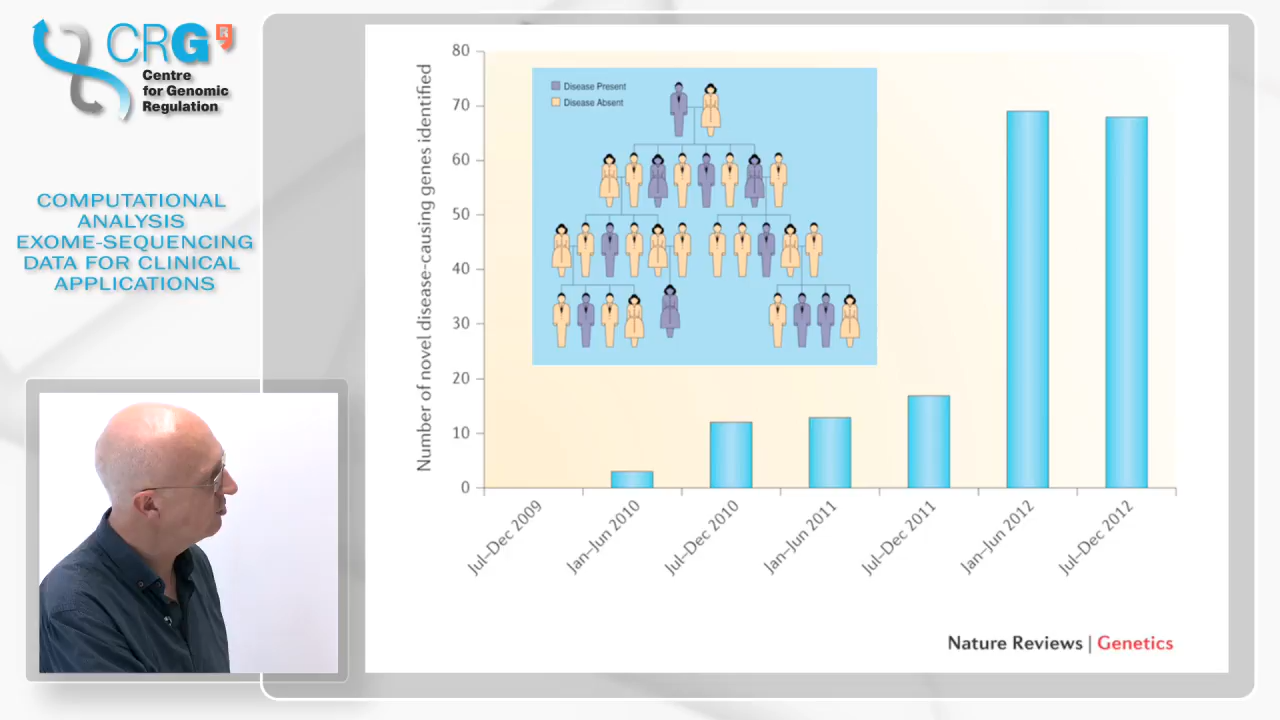 CRG
R
Centre
for Genomic
Regulation
COMPUTATIONAL
ANALYSIS
EXOME-SEQUENCING
DATA FOR CLINICAL
APPLICATIONS
Number of novel disease-causing genes identified
80
70
60
50
40
30
20
10
0
Disease Present
Disease Absent
Jul–Dec 2009
Jan–Jun 2010
Jul–Dec 2010
Jan–Jun 2011
Jul–Dec 2011
Jan–Jun 2012
Jul–Dec 2012
Nature Reviews | Genetics